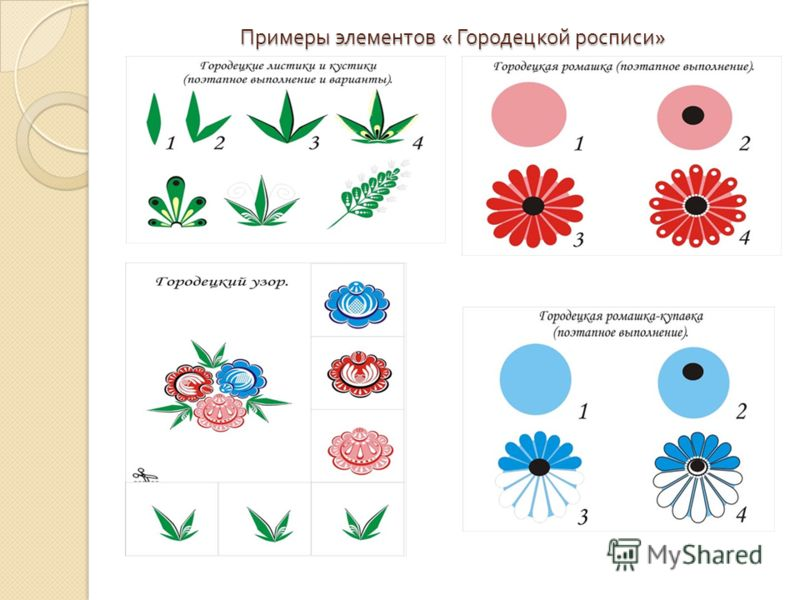 Примеры элементов « Городецкой росписи»
Городецкие листики и кустики
(поэтапное выполнение и варианты).
1 2 3 4
Городецкая ромашка (поэтапное выполнение).
1 2
3 4
Городецкий узор.
Городецкая ромашка-купавка
(поэтапное выполнение).
1 2
3 4
MyShared